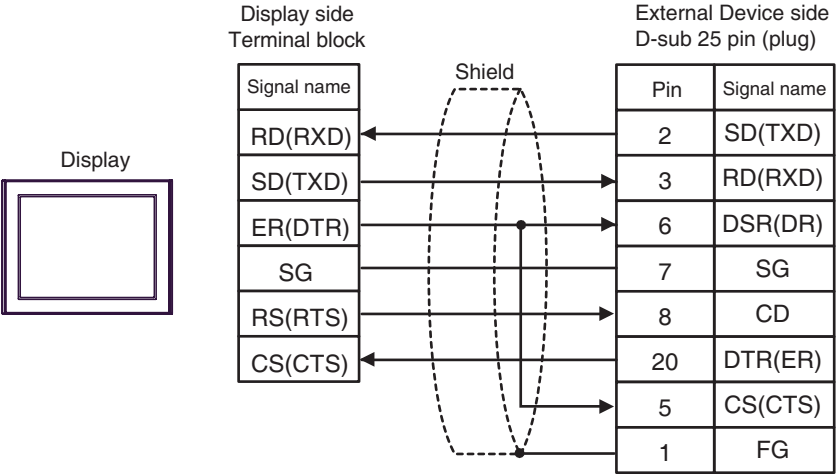 Display side
Terminal block
External Device side
D-sub 25 pin (plug)
Display
Shield
Signal name
RD(RXD)
SD(TXD)
ER(DTR)
SG
RS(RTS)
CS(CTS)
Pin Signal name
2 SD(TXD)
3 RD(RXD)
6 DSR(DR)
7 SG
8 CD
20 DTR(ER)
5 CS(CTS)
1 FG